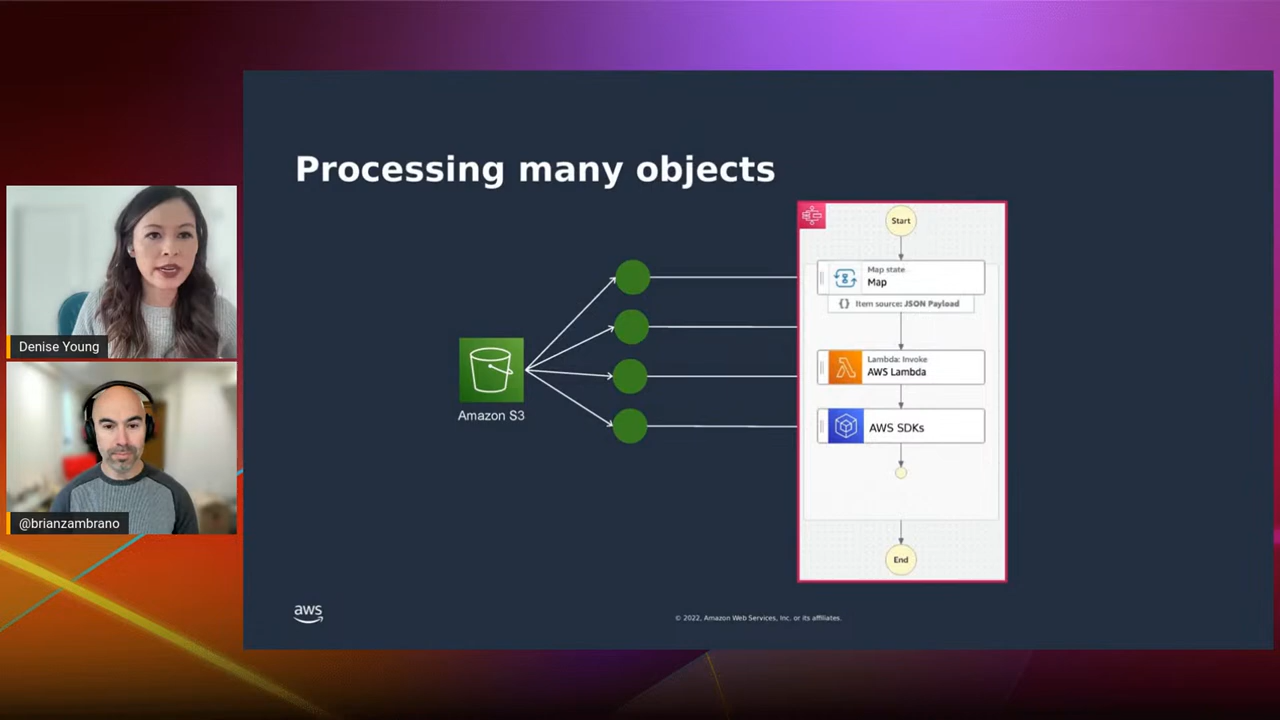 Processing many objects
Start
Map state
Map
{} Item source: JSON Payload
Lambda: Invoke
AWS Lambda
AWS SDKs
End
Amazon S3
Denise Young
@brianzambrano
aws
© 2022, Amazon Web Services, Inc. or its affiliates.